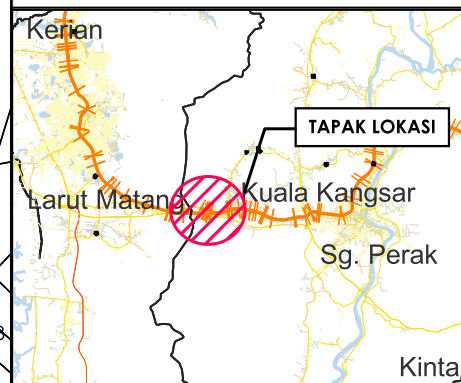 Kerian
TAPAK LOKASI
Larut Matang
Kuala Kangsar
Sg. Perak
Kinta